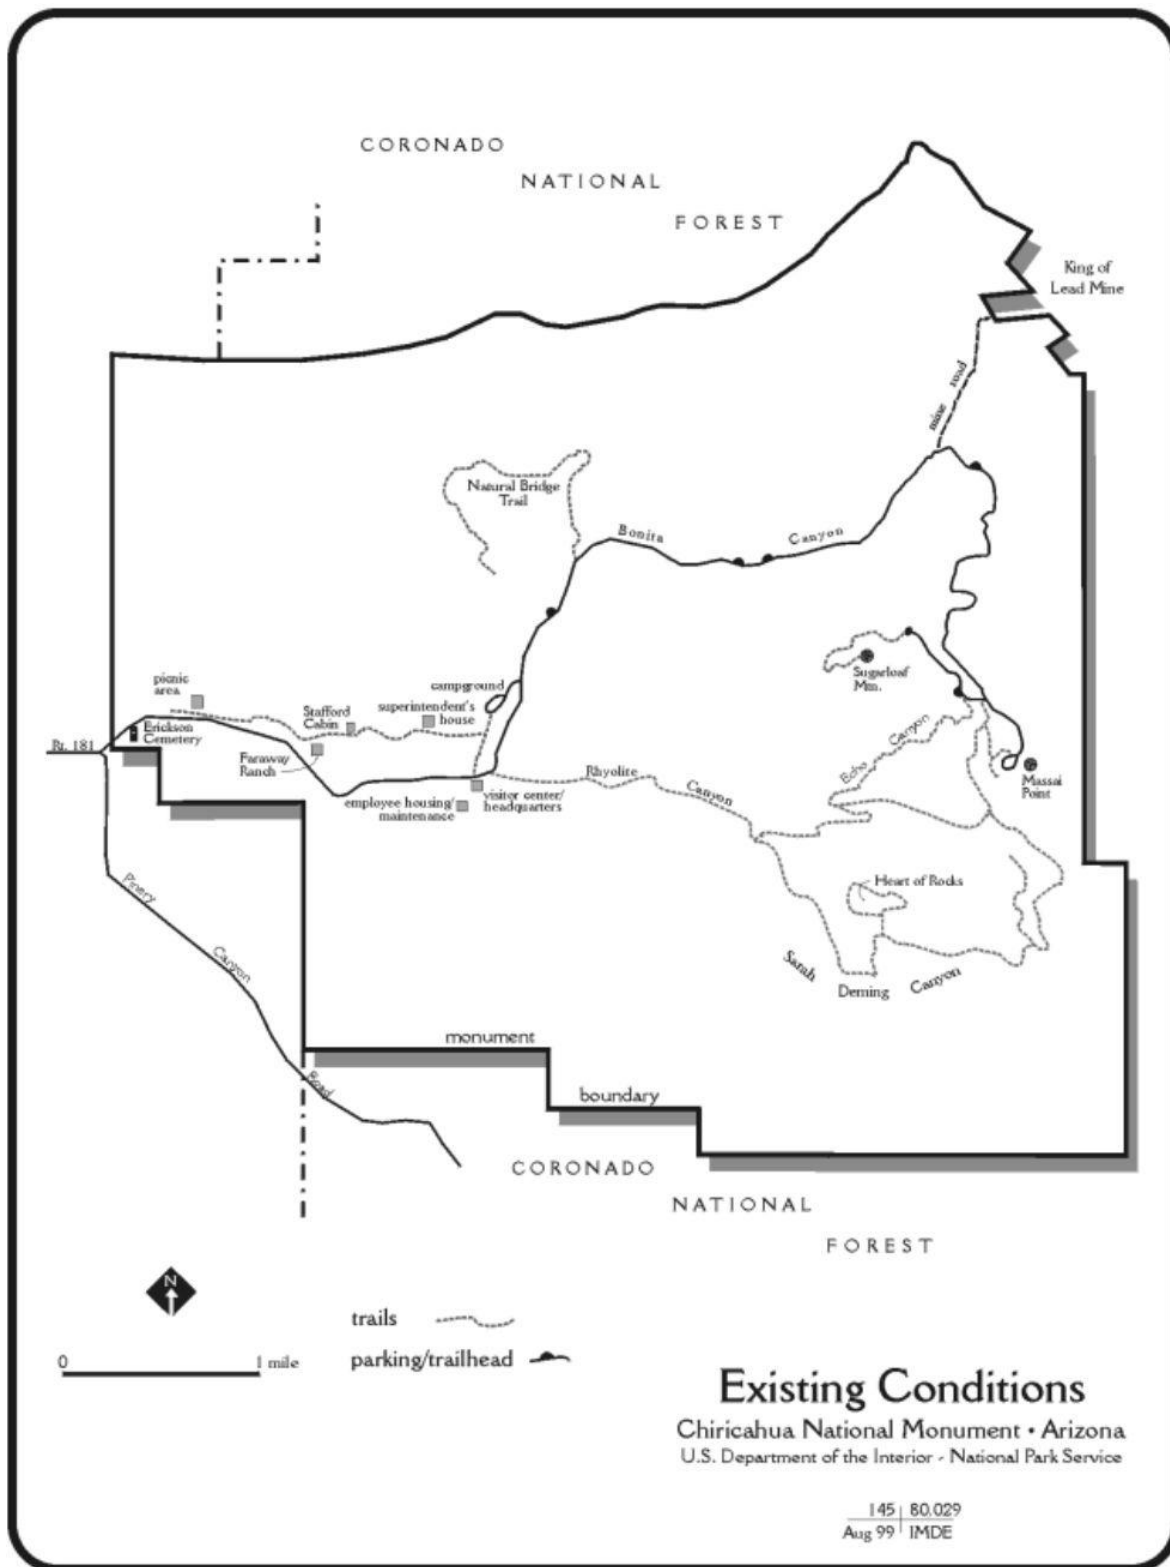 CORONADO
NATIONAL
FOREST
King of
Lead Mine
mine road
Natural Bridge
Trail
Bonita Canyon
picnic
area
campground
Stafford
Cabin
superintendent's
house
Sugarloaf
Mtn.
Erickson
Cemetery
Rt. 181
Faraway
Ranch
Echo Canyon
Massai
Point
Rhyolite Canyon
visitor center/
headquarters
employee housing/
maintenance
Heart of Rocks
Pinery Canyon Road
Sarah Deming Canyon
monument
boundary
CORONADO
NATIONAL
FOREST
N
trails
0 1 mile
parking/trailhead
Existing Conditions
Chiricahua National Monument • Arizona
U.S. Department of the Interior - National Park Service
145 80,029
Aug 99 IMDE